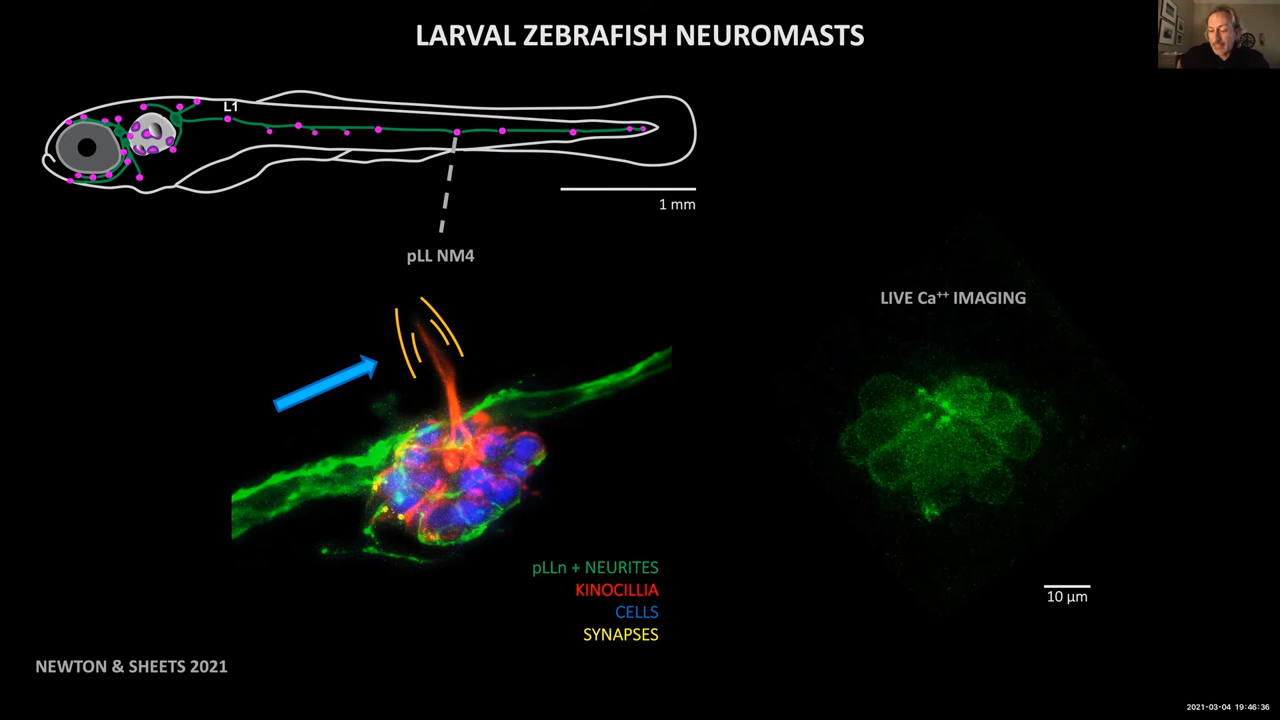 LARVAL ZEBRAFISH NEUROMASTS
L1
1 mm
pLL NM4
LIVE Ca⁺⁺ IMAGING
pLLn + NEURITES
KINOCILLIA
CELLS
SYNAPSES
10 µm
NEWTON & SHEETS 2021
2021-03-04 19:46:36